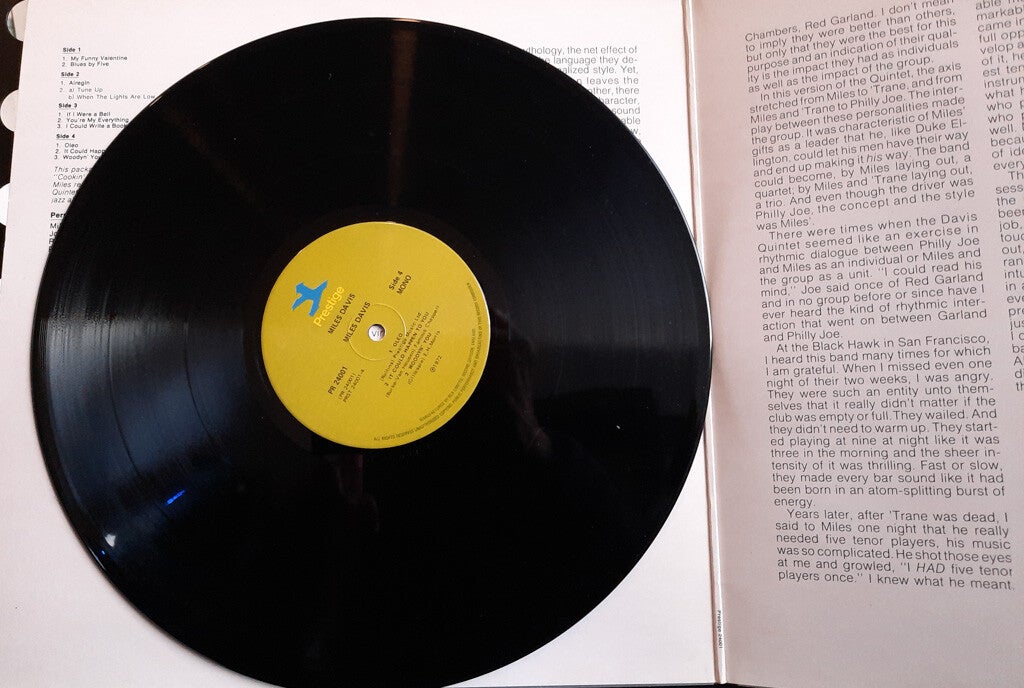 Side 1
1. My Funny Valentine
2. Blues by Five
Side 2
1. Airegin
2. a) Tune Up
b) When The Lights Are Low
Side 3
1. If I Were a Bell
2. You're My Everything
3. I Could Write a Book
Side 4
1. Oleo
2. It Could Happ
3. Woodyn' You
This pack
"Cookin'
Miles re
Quinte
jazz a
Per
thology, the net effect of
language they de-
alized style. Yet,
leaves the
other, there
character,
sound
able
Prestige
MILES DAVIS
MILES DAVIS
Side 4
MONO
PR 24001
(PR 24001)
PRST-24001-4
1. OLEO
2. IT COULD HAPPEN TO YOU
3. WOODYN' YOU
℗1972
Chambers, Red Garland. I don't mean
to imply they were better than others,
but only that they were the best for this
purpose and an indication of their qual-
ity is the impact they had as individuals
as well as the impact of the group.
In this version of the Quintet, the axis
stretched from Miles to 'Trane, and from
Miles and 'Trane to Philly Joe. The inter-
play between these personalities made
the group. It was characteristic of Miles'
gifts as a leader that he, like Duke El-
lington, could let his men have their way
and end up making it his way. The band
could become, by Miles laying out, a
quartet; by Miles and 'Trane laying out,
a trio. And even though the driver was
Philly Joe, the concept and the style
was Miles'.
There were times when the Davis
Quintet seemed like an exercise in
rhythmic dialogue between Philly Joe
and Miles as an individual or Miles and
the group as a unit. "I could read his
mind," Joe said once of Red Garland
and in no group before or since have I
ever heard the kind of rhythmic inter-
action that went on between Garland
and Philly Joe.
At the Black Hawk in San Francisco,
I heard this band many times for which
I am grateful. When I missed even one
night of their two weeks, I was angry.
They were such an entity unto them-
selves that it really didn't matter if the
club was empty or full. They wailed. And
they didn't need to warm up. They start-
ed playing at nine at night like it was
three in the morning and the sheer in-
tensity of it was thrilling. Fast or slow,
they made every bar sound like it had
been born in an atom-splitting burst of
energy.
Years later, after 'Trane was dead, I
said to Miles one night that he really
needed five tenor players, his music
was so complicated. He shot those eyes
at me and growled, "I HAD five tenor
players once." I knew what he meant.
Prestige 24001